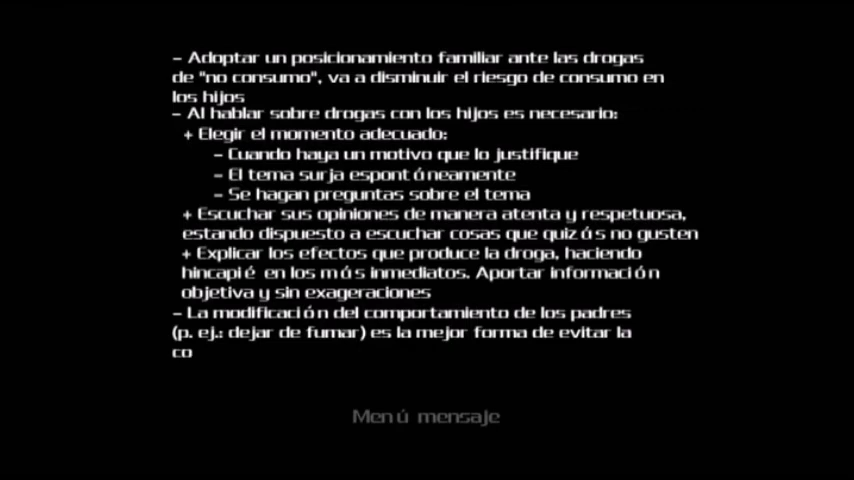 - Adoptar un posicionamiento familiar ante las drogas
de "no consumo", va a disminuir el riesgo de consumo en
los hijos
- Al hablar sobre drogas con los hijos es necesario:
+ Elegir el momento adecuado:
- Cuando haya un motivo que lo justifique
- El tema surja espontáneamente
- Se hagan preguntas sobre el tema
+ Escuchar sus opiniones de manera atenta y respetuosa,
estando dispuesto a escuchar cosas que quizás no gusten
+ Explicar los efectos que produce la droga, haciendo
hincapié en los más inmediatos. Aportar información
objetiva y sin exageraciones
- La modificación del comportamiento de los padres
(p. ej.: dejar de fumar) es la mejor forma de evitar la
co
Menú mensaje